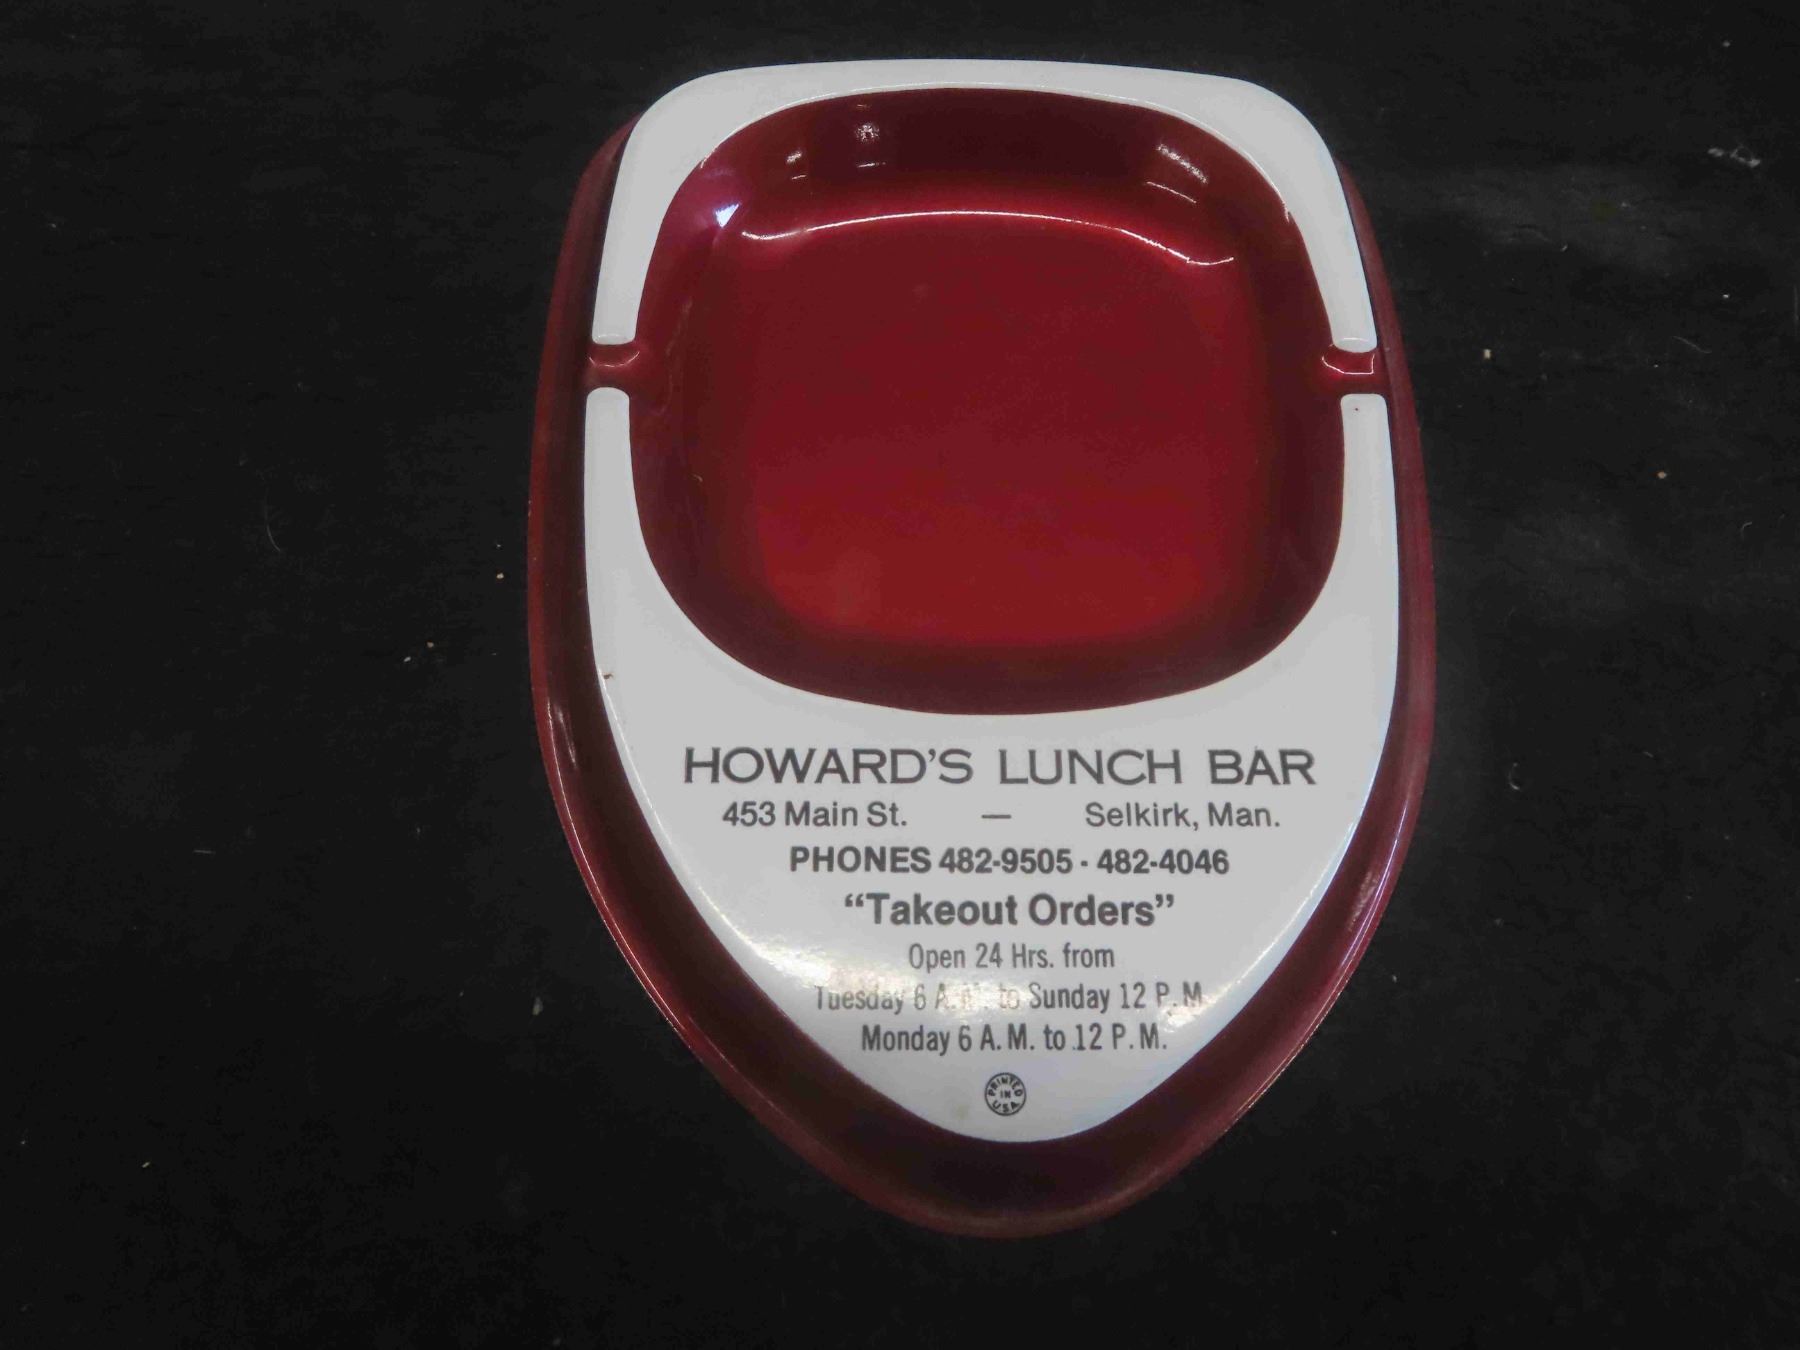 HOWARD'S LUNCH BAR
453 Main St. — Selkirk, Man.
PHONES 482-9505 - 482-4046
“Takeout Orders”
Open 24 Hrs. from
Tuesday 6 A.M. to Sunday 12 P.M.
Monday 6 A.M. to 12 P.M.
PRINTED
IN
U.S.A.